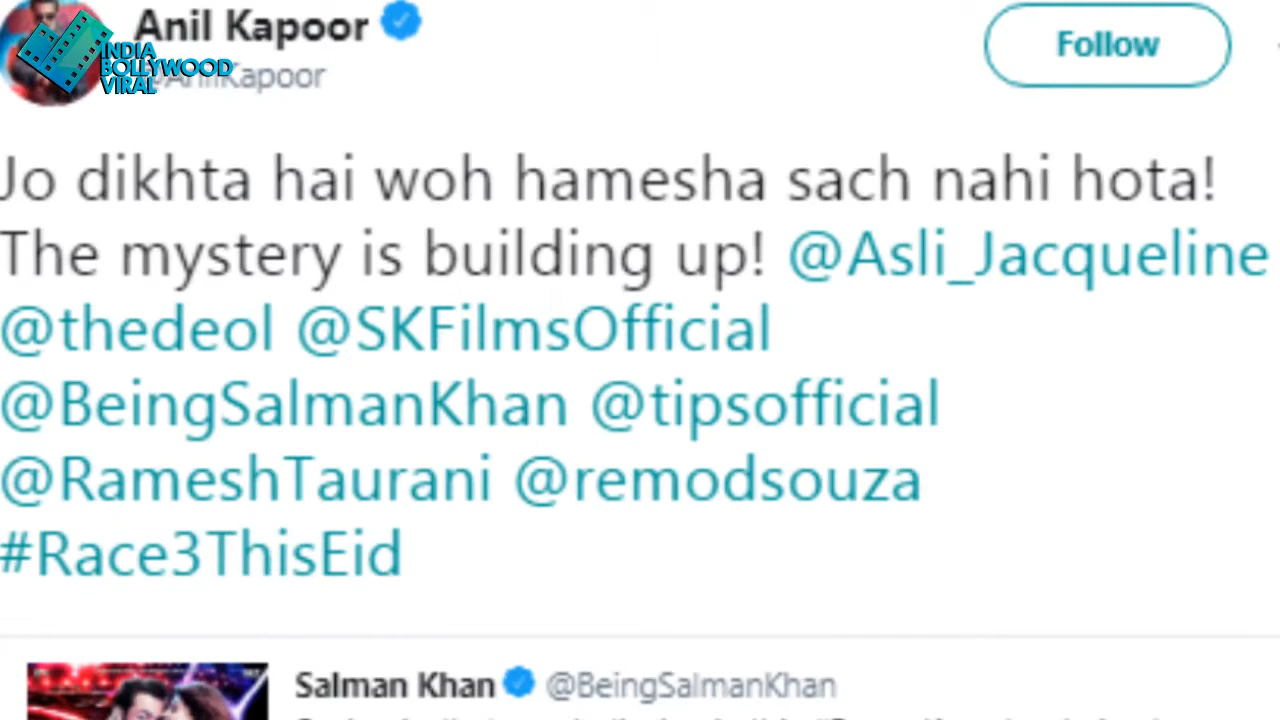 Anil Kapoor
INDIA
BOLLYWOOD
VIRAL
@AnilKapoor
Follow
Jo dikhta hai woh hamesha sach nahi hota!
The mystery is building up! @Asli_Jacqueline
@thedeol @SKFilmsOfficial
@BeingSalmanKhan @tipsofficial
@RameshTaurani @remodsouza
#Race3ThisEid
Salman Khan @BeingSalmanKhan